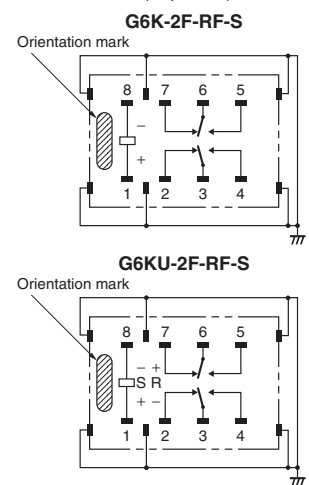 G6K-2F-RF-S
Orientation mark
8 7 6 5
−
+
1 2 3 4
G6KU-2F-RF-S
Orientation mark
8 7 6 5
− +
S R
+ −
1 2 3 4